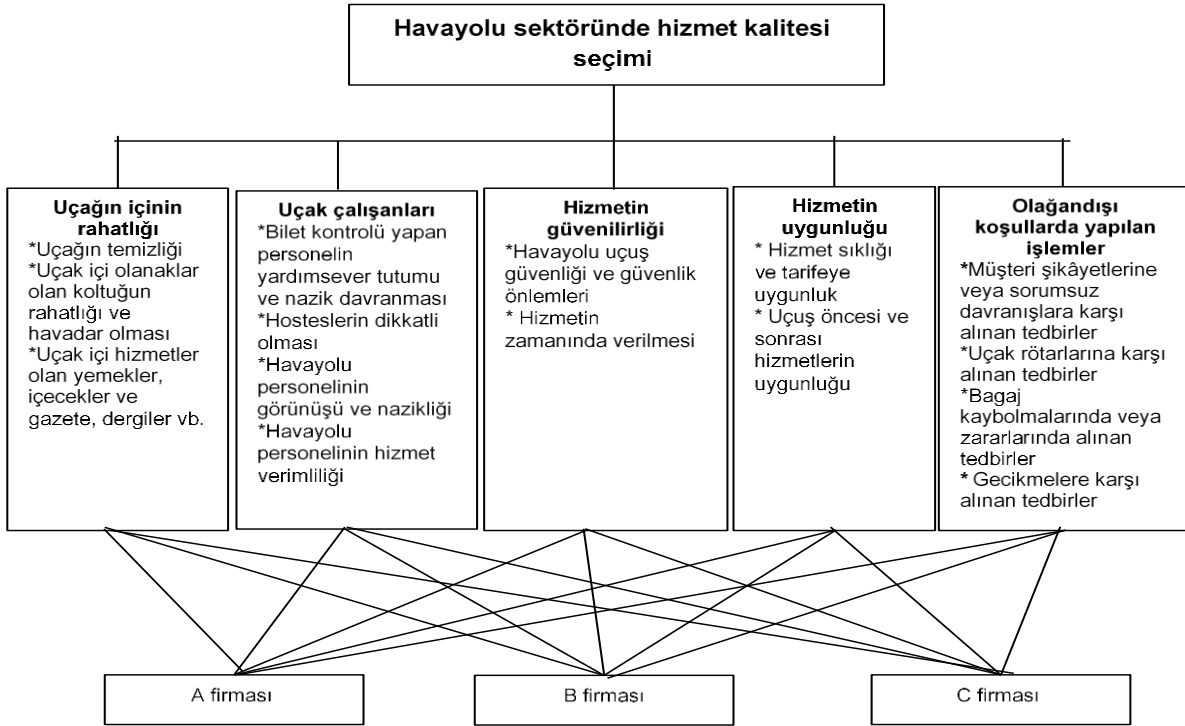 Havayolu sektöründe hizmet kalitesi
seçimi
Uçağın içinin
rahatlığı
*Uçağın temizliği
*Uçak içi olanaklar
olan koltuğun
rahatlığı ve
havadar olması
*Uçak içi hizmetler
olan yemekler,
içecekler ve
gazete, dergiler vb.
Uçak çalışanları
*Bilet kontrolü yapan
personelin
yardımsever tutumu
ve nazik davranması
*Hosteslerin dikkatli
olması
*Havayolu
personelinin
görünüşü ve nazikliği
*Havayolu
personelinin hizmet
verimliliği
Hizmetin
güvenilirliği
*Havayolu uçuş
güvenliği ve güvenlik
önlemleri
* Hizmetin
zamanında verilmesi
Hizmetin
uygunluğu
* Hizmet sıklığı
ve tarifeye
uygunluk
* Uçuş öncesi ve
sonrası
hizmetlerin
uygunluğu
Olağandışı
koşullarda yapılan
işlemler
*Müşteri şikâyetlerine
veya sorumsuz
davranışlara karşı
alınan tedbirler
*Uçak rötarlarına karşı
alınan tedbirler
*Bagaj
kaybolmalarında veya
zararlarında alınan
tedbirler
* Gecikmelere karşı
alınan tedbirler
A firması
B firması
C firması